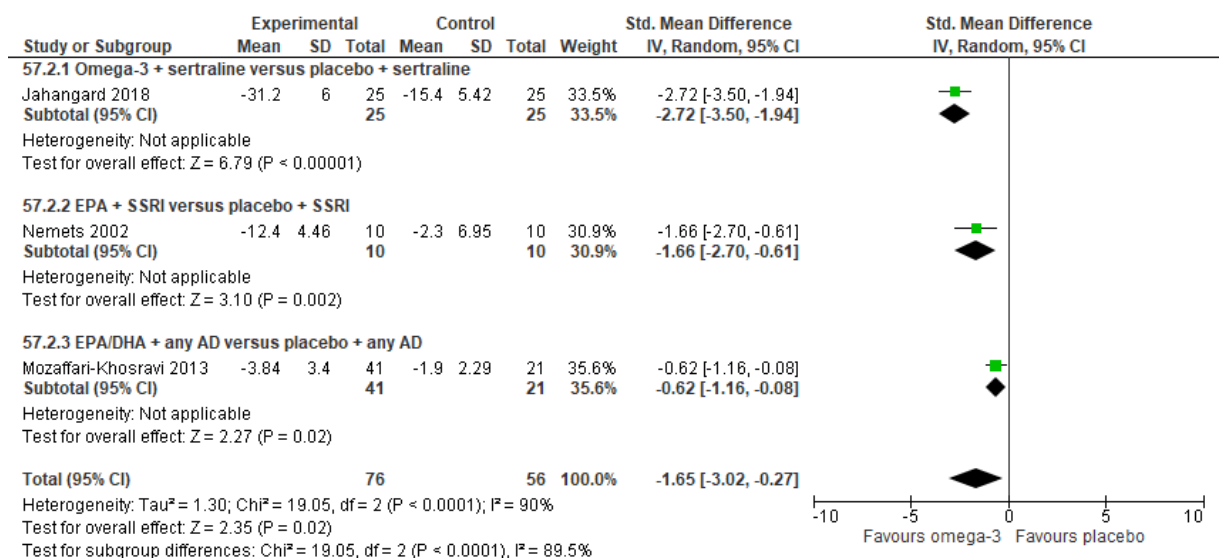 Experimental Control Std. Mean Difference Std. Mean Difference
Study or Subgroup Mean SD Total Mean SD Total Weight IV, Random, 95% CI IV, Random, 95% CI
57.2.1 Omega-3 + sertraline versus placebo + sertraline
Jahangard 2018 -31.2 6 25 -15.4 5.42 25 33.5% -2.72 [-3.50, -1.94]
Subtotal (95% CI) 25 25 33.5% -2.72 [-3.50, -1.94]
Heterogeneity: Not applicable
Test for overall effect: Z = 6.79 (P < 0.00001)
57.2.2 EPA + SSRI versus placebo + SSRI
Nemets 2002 -12.4 4.46 10 -2.3 6.95 10 30.9% -1.66 [-2.70, -0.61]
Subtotal (95% CI) 10 10 30.9% -1.66 [-2.70, -0.61]
Heterogeneity: Not applicable
Test for overall effect: Z = 3.10 (P = 0.002)
57.2.3 EPA/DHA + any AD versus placebo + any AD
Mozaffari-Khosravi 2013 -3.84 3.4 41 -1.9 2.29 21 35.6% -0.62 [-1.16, -0.08]
Subtotal (95% CI) 41 21 35.6% -0.62 [-1.16, -0.08]
Heterogeneity: Not applicable
Test for overall effect: Z = 2.27 (P = 0.02)
Total (95% CI) 76 56 100.0% -1.65 [-3.02, -0.27]
Heterogeneity: Tau² = 1.30; Chi² = 19.05, df = 2 (P < 0.0001); I² = 90%
Test for overall effect: Z = 2.35 (P = 0.02)
Test for subgroup differences: Chi² = 19.05, df = 2 (P < 0.0001), I² = 89.5%
-10 -5 0 5 10
Favours omega-3 Favours placebo